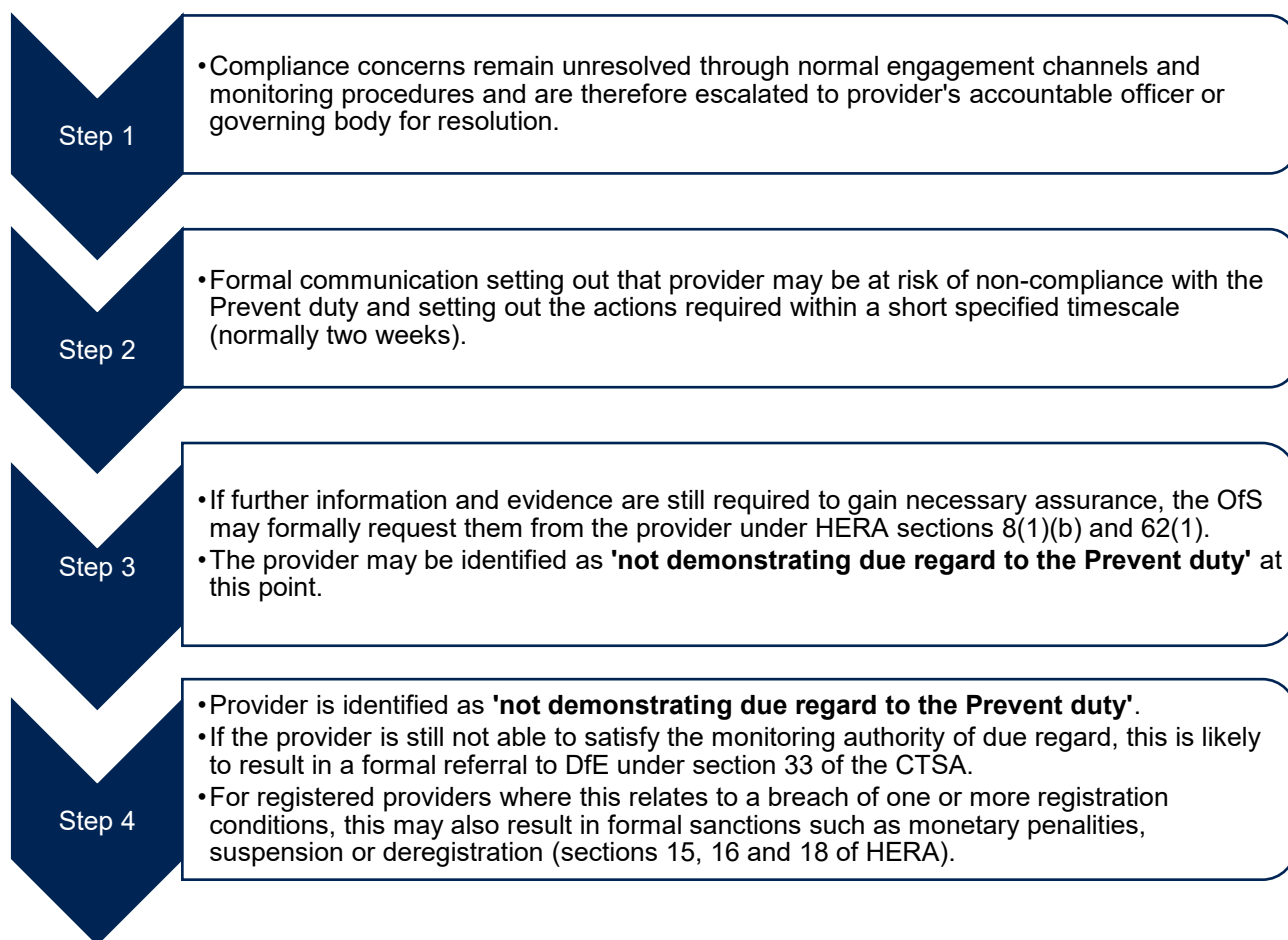 Step 1
•Compliance concerns remain unresolved through normal engagement channels and
monitoring procedures and are therefore escalated to provider's accountable officer or
governing body for resolution.
Step 2
•Formal communication setting out that provider may be at risk of non-compliance with the
Prevent duty and setting out the actions required within a short specified timescale
(normally two weeks).
Step 3
•If further information and evidence are still required to gain necessary assurance, the OfS
may formally request them from the provider under HERA sections 8(1)(b) and 62(1).
•The provider may be identified as 'not demonstrating due regard to the Prevent duty' at
this point.
Step 4
•Provider is identified as 'not demonstrating due regard to the Prevent duty'.
•If the provider is still not able to satisfy the monitoring authority of due regard, this is likely
to result in a formal referral to DfE under section 33 of the CTSA.
•For registered providers where this relates to a breach of one or more registration
conditions, this may also result in formal sanctions such as monetary penalities,
suspension or deregistration (sections 15, 16 and 18 of HERA).